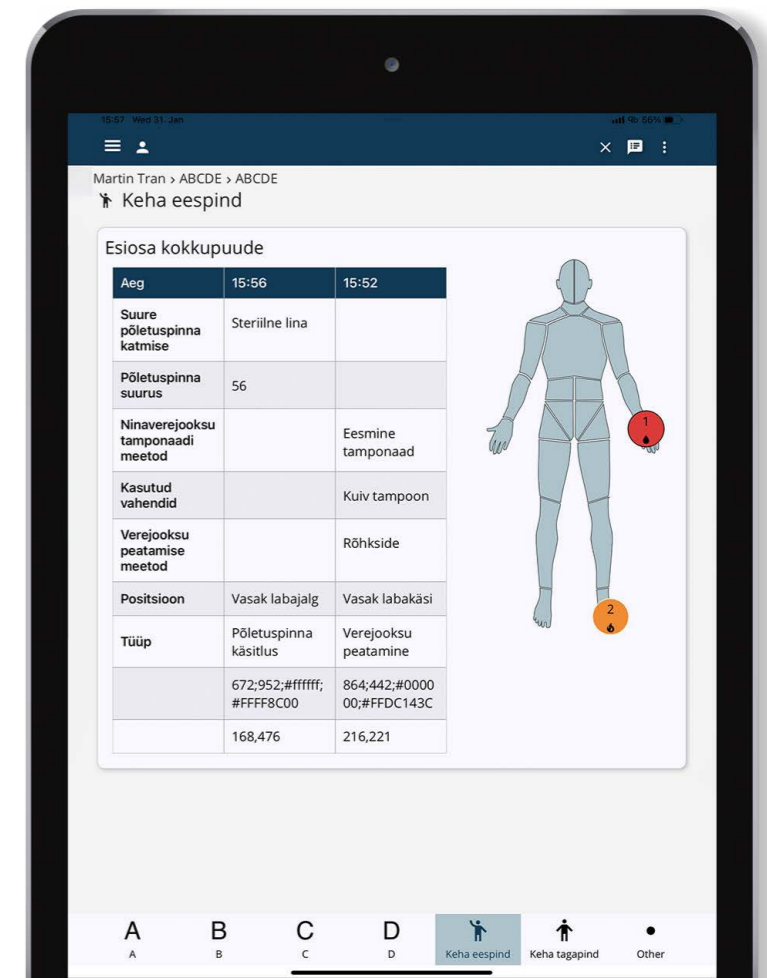 15:57 Wed 31. Jan
56%
Martin Tran > ABCDE > ABCDE
Keha eespind
Esiosa kokkupuude
Aeg 15:56 15:52
Suure
põletuspinna
katmise
Steriilne lina
Põletuspinna
suurus
56
Ninaverejooksu
tamponaadi
meetod
Eesmine
tamponaad
Kasutud
vahendid
Kuiv tampoon
Verejooksu
peatamise
meetod
Rõhkside
Positsioon Vasak labajalg Vasak labakäsi
Tüüp
Põletuspinna
käsitlus
Verejooksu
peatamine
672;952;#ffffff;
#FFFF8C00
864;442;#0000
00;#FFDC143C
168,476 216,221
1
2
A B C D
A B C D Keha eespind Keha tagapind Other